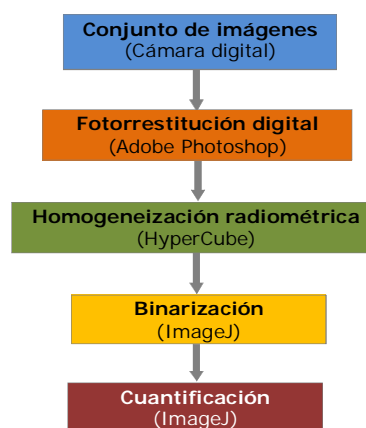 Conjunto de imágenes
(Cámara digital)
Fotorrestitución digital
(Adobe Photoshop)
Homogeneización radiométrica
(HyperCube)
Binarización
(ImageJ)
Cuantificación
(ImageJ)